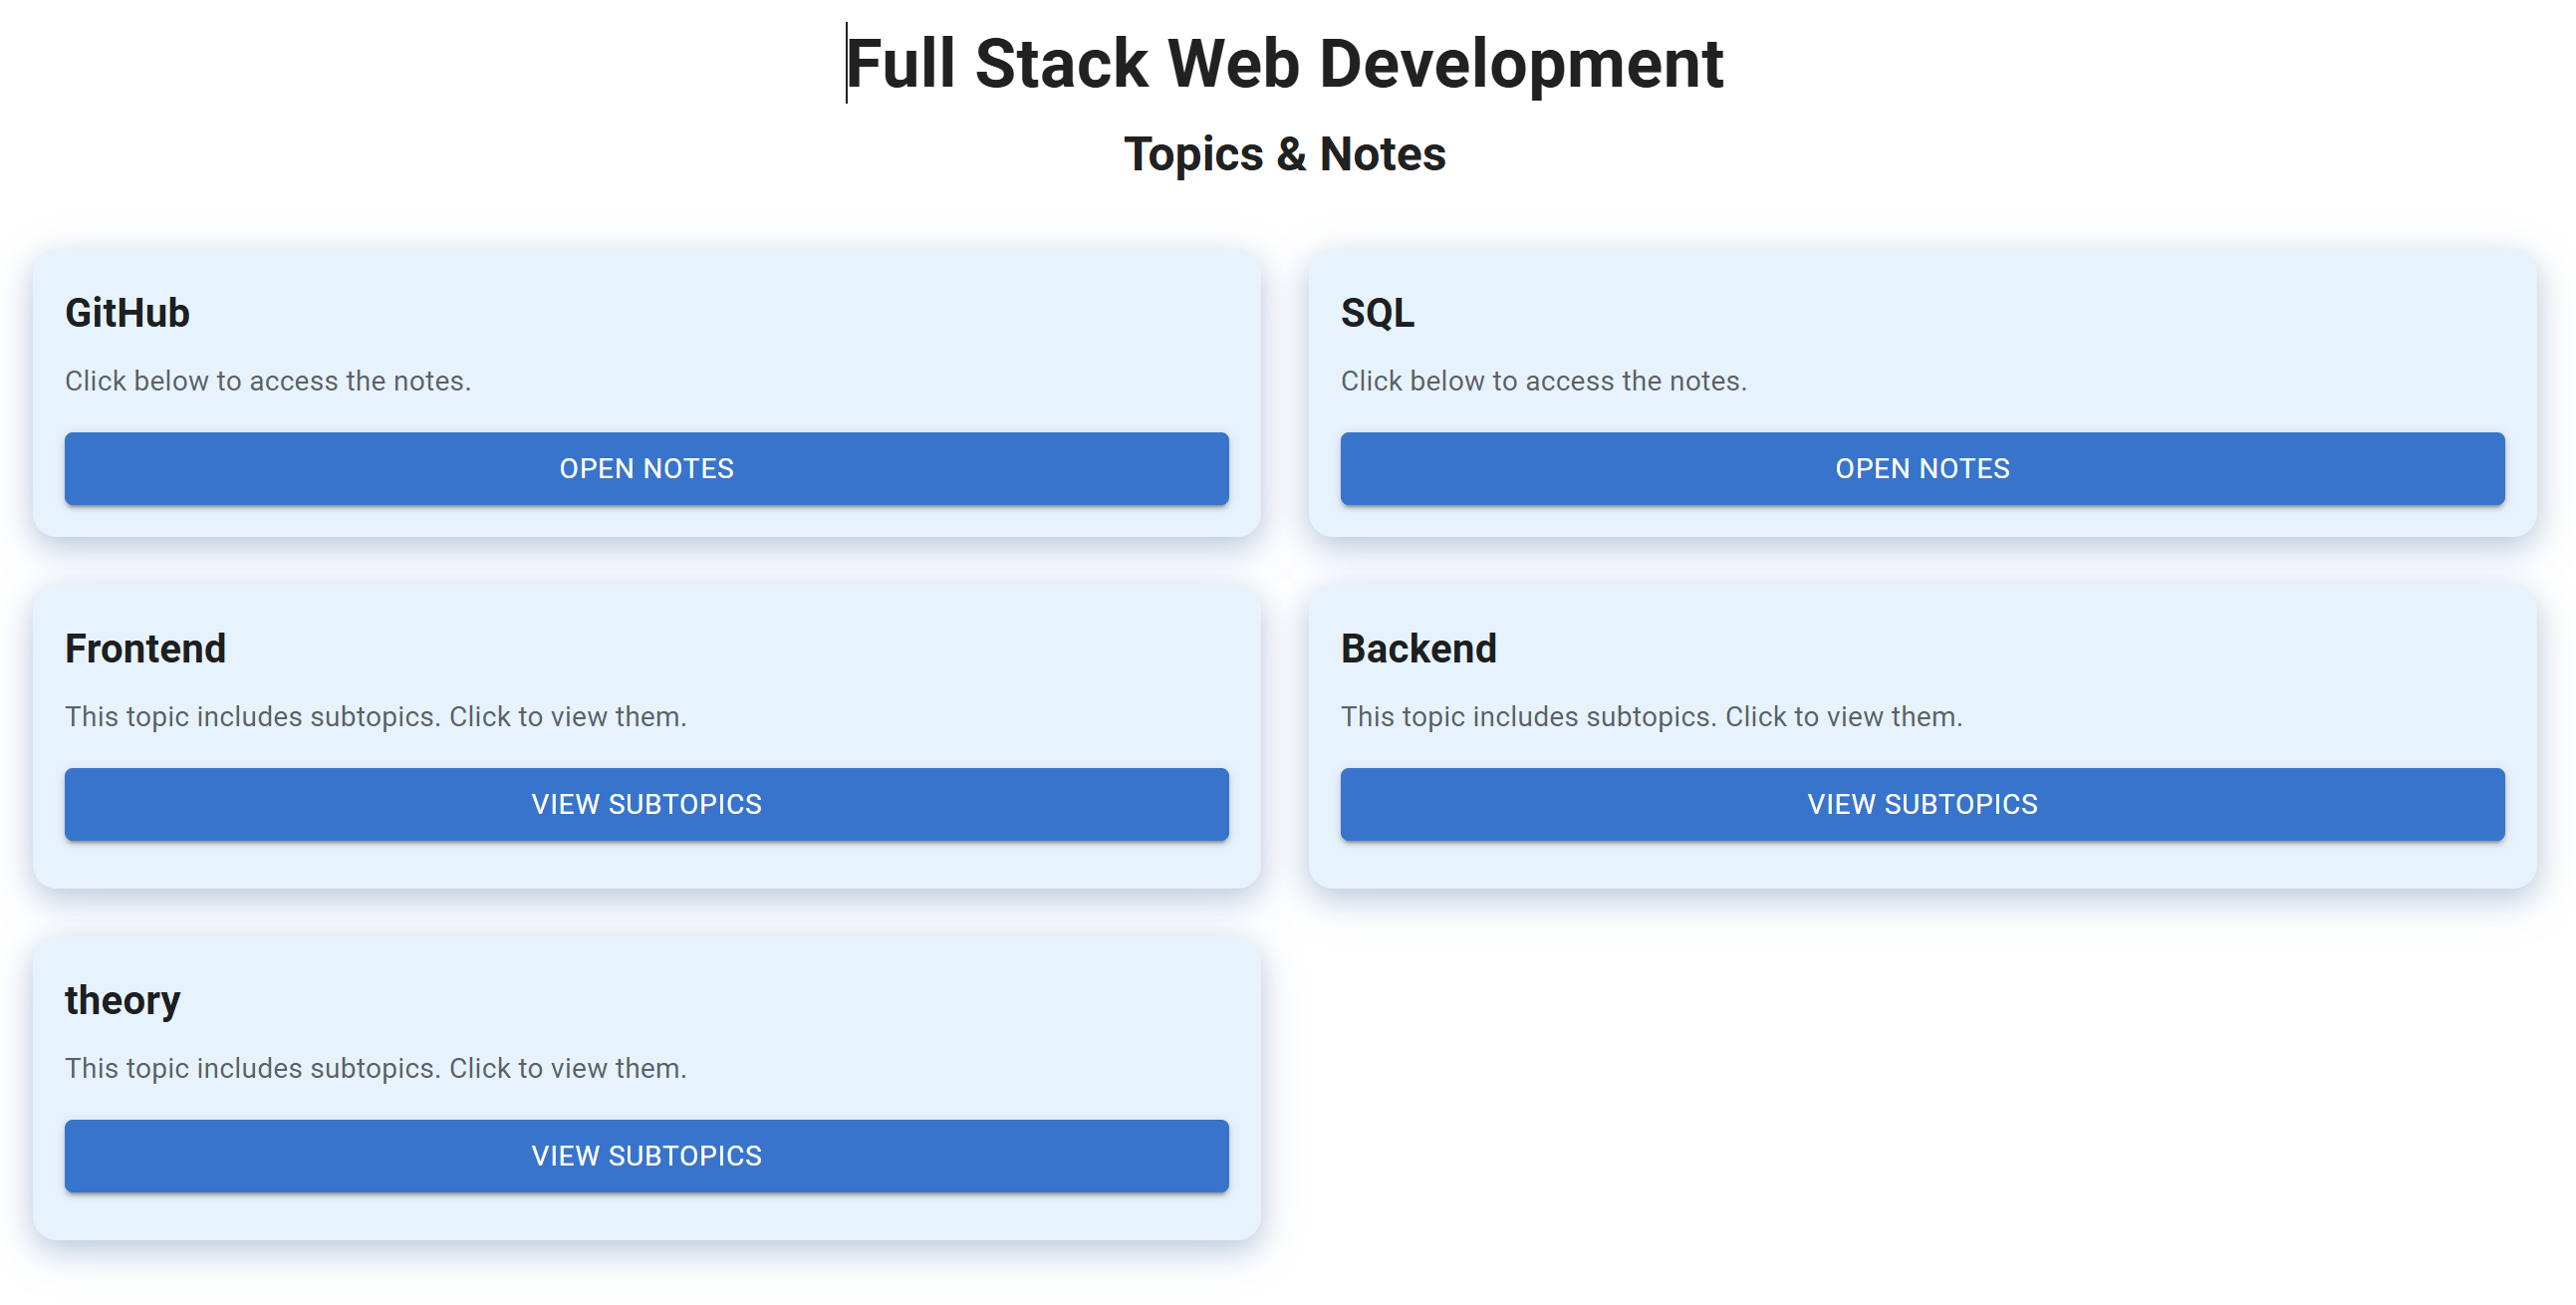 Full Stack Web Development
Topics & Notes
GitHub
Click below to access the notes.
OPEN NOTES
SQL
Click below to access the notes.
OPEN NOTES
Frontend
This topic includes subtopics. Click to view them.
VIEW SUBTOPICS
Backend
This topic includes subtopics. Click to view them.
VIEW SUBTOPICS
theory
This topic includes subtopics. Click to view them.
VIEW SUBTOPICS